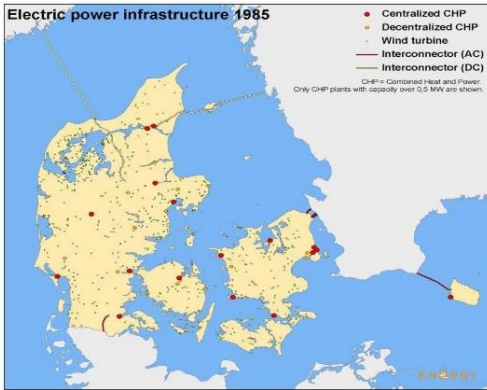 Electric power infrastructure 1985
Centralized CHP
Decentralized CHP
Wind turbine
Interconnector (AC)
Interconnector (DC)
CHP = Combined Heat and Power.
Only CHP plants with capacity over 0,5 MW are shown.
ENERGY